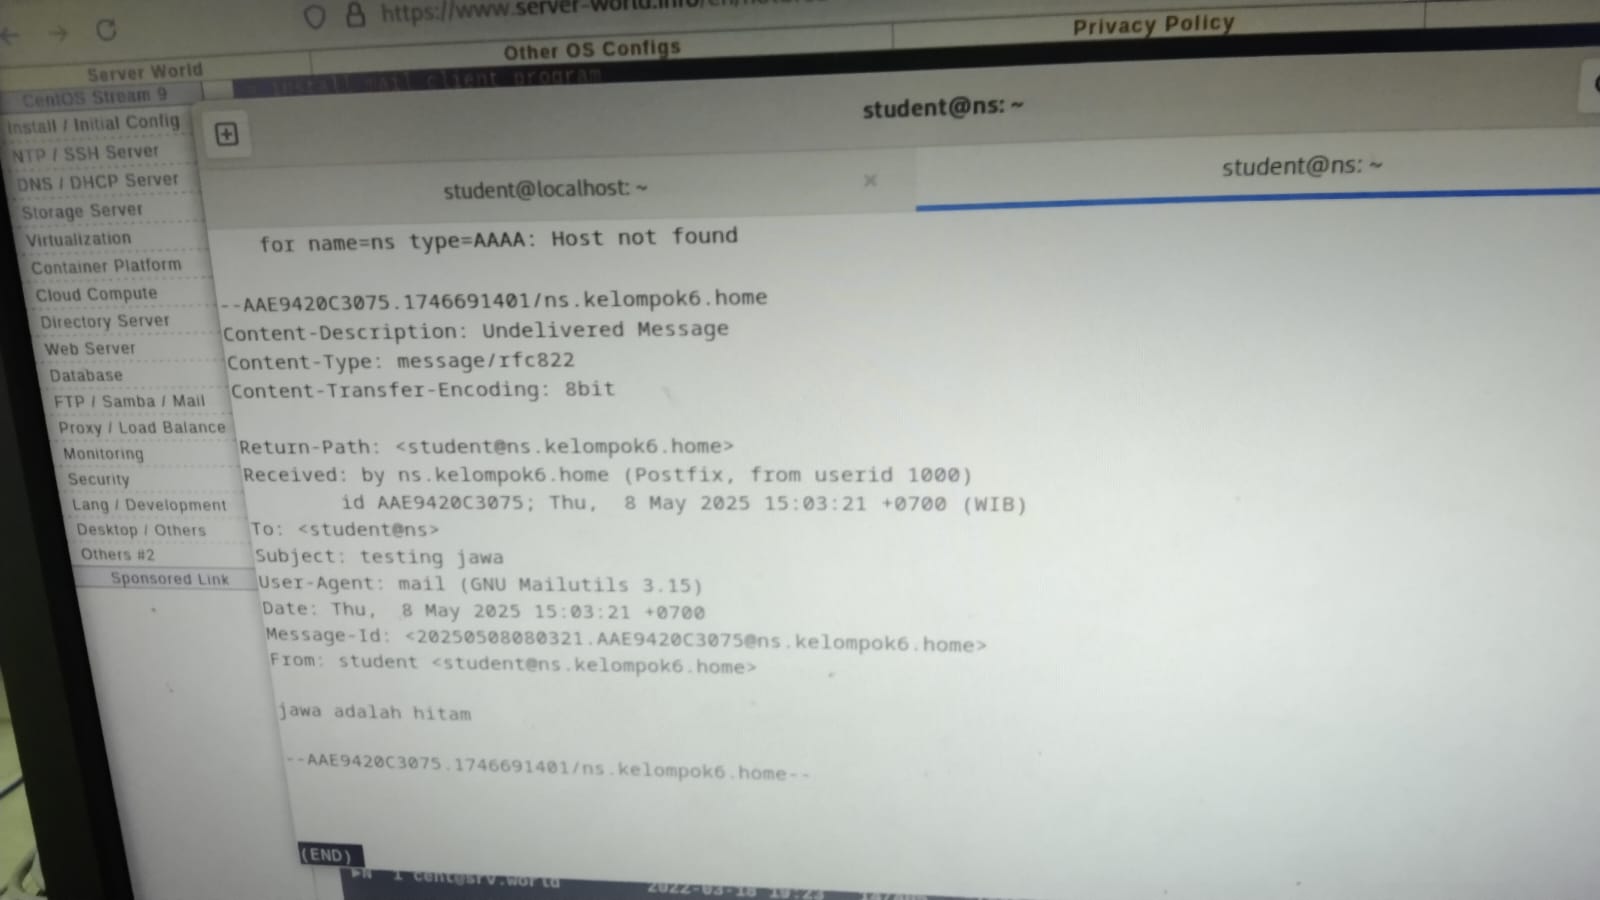 https://www.server-world.info/en/
Server World
Other OS Configs
Privacy Policy
CentOS Stream 9
Install / Initial Config
NTP / SSH Server
DNS / DHCP Server
Storage Server
Virtualization
Container Platform
Cloud Compute
Directory Server
Web Server
Database
FTP / Samba / Mail
Proxy / Load Balance
Monitoring
Security
Lang / Development
Desktop / Others
Others #2
Sponsored Link
install mail client program
student@ns: ~
student@localhost: ~
student@ns: ~
for name=ns type=AAAA: Host not found
--AAE9420C3075.1746691401/ns.kelompok6.home
Content-Description: Undelivered Message
Content-Type: message/rfc822
Content-Transfer-Encoding: 8bit
Return-Path: <student@ns.kelompok6.home>
Received: by ns.kelompok6.home (Postfix, from userid 1000)
id AAE9420C3075; Thu,  8 May 2025 15:03:21 +0700 (WIB)
To: <student@ns>
Subject: testing jawa
User-Agent: mail (GNU Mailutils 3.15)
Date: Thu,  8 May 2025 15:03:21 +0700
Message-Id: <20250508080321.AAE9420C3075@ns.kelompok6.home>
From: student <student@ns.kelompok6.home>
jawa adalah hitam
--AAE9420C3075.1746691401/ns.kelompok6.home--
(END)
▸N 1 cent@srv.world 2022-03-18 19:23